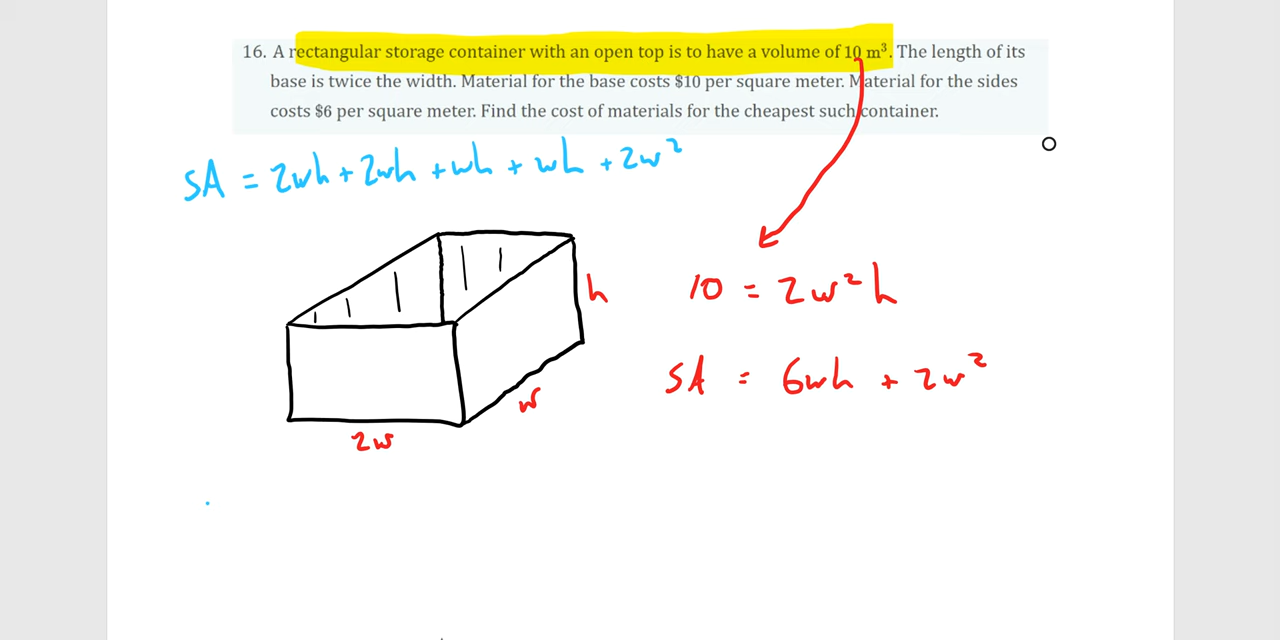 16. A rectangular storage container with an open top is to have a volume of 10 m³. The length of its
base is twice the width. Material for the base costs $10 per square meter. Material for the sides
costs $6 per square meter. Find the cost of materials for the cheapest such container.
SA = 2wh + 2wh + wh + wh + 2w²
h
10 = 2w²h
SA = 6wh + 2w²
w
2w